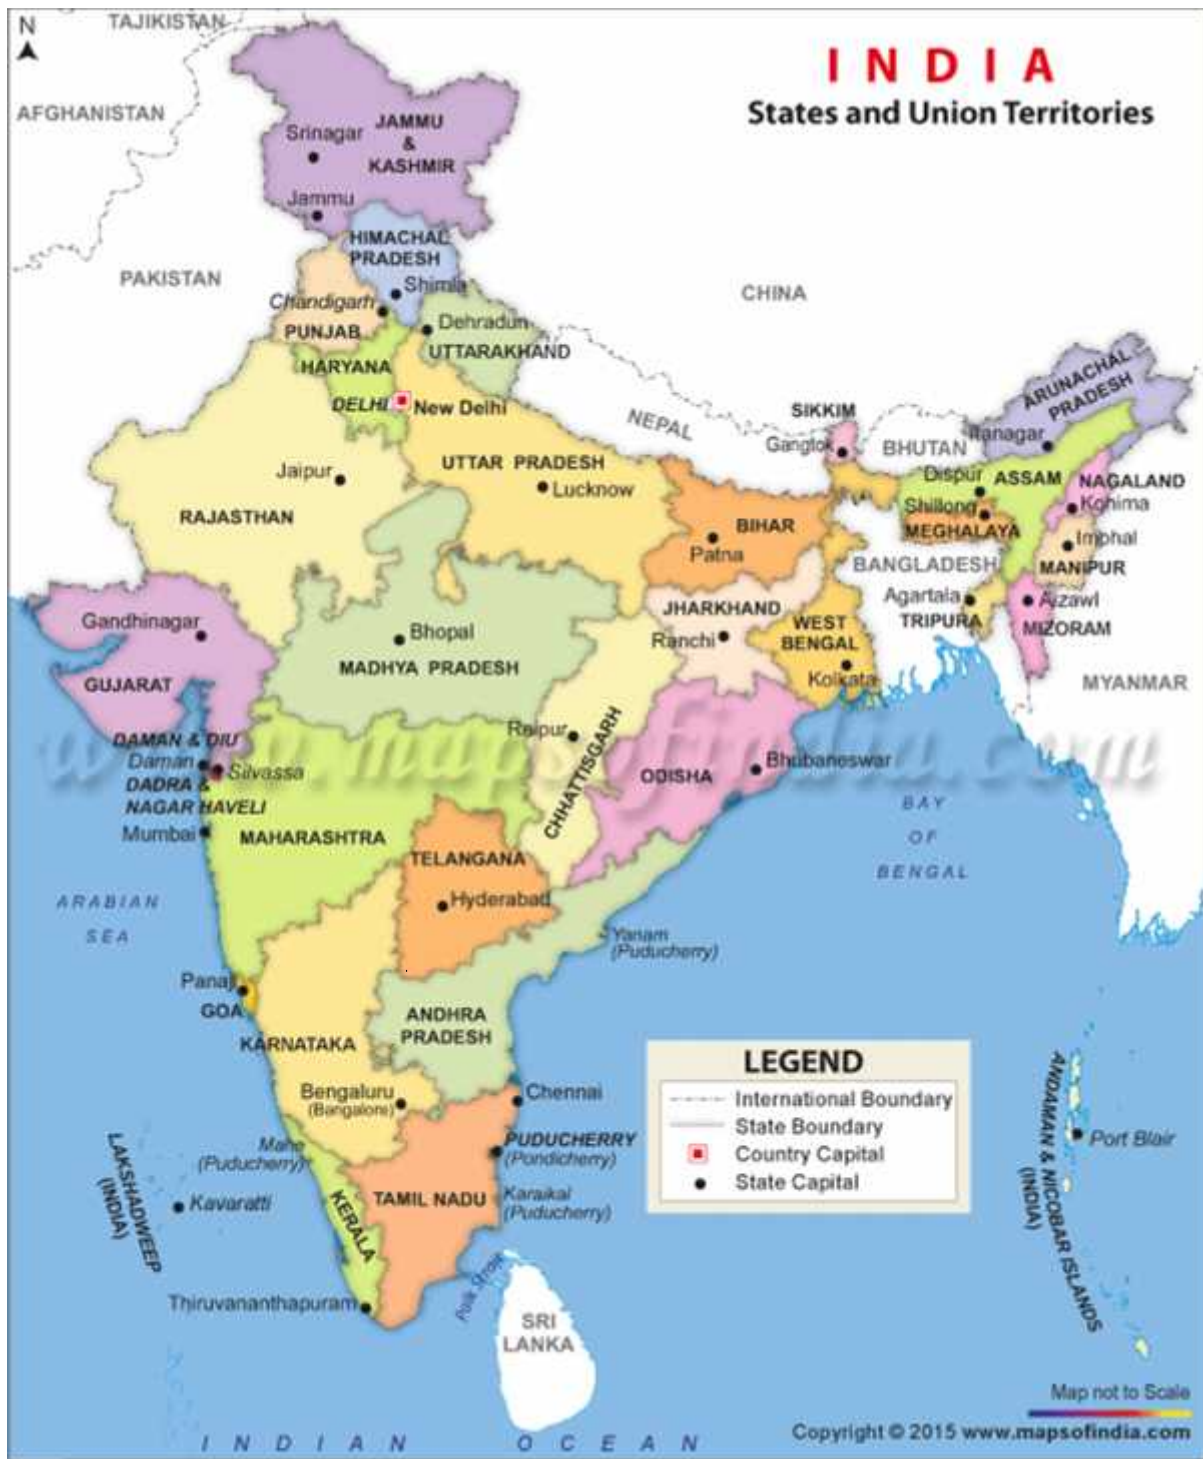 N
TAJIKISTAN
INDIA
States and Union Territories
AFGHANISTAN
JAMMU
&
KASHMIR
Srinagar
Jammu
HIMACHAL
PRADESH
PAKISTAN
Shimla
CHINA
Chandigarh
PUNJAB
Dehradun
UTTARAKHAND
HARYANA
DELHI
New Delhi
ARUNACHAL
PRADESH
SIKKIM
NEPAL
Gangtok
BHUTAN
Itanagar
UTTAR PRADESH
Lucknow
Jaipur
RAJASTHAN
Dispur
ASSAM
NAGALAND
Kohima
Shillong
MEGHALAYA
BIHAR
Patna
Imphal
MANIPUR
BANGLADESH
Agartala
TRIPURA
Aizawl
MIZORAM
JHARKHAND
Ranchi
WEST
BENGAL
Kolkata
Gandhinagar
GUJARAT
Bhopal
MADHYA PRADESH
MYANMAR
www.mapsofindia.com
Raipur
CHHATTISGARH
ODISHA
Bhubaneswar
DAMAN & DIU
Daman
Silvassa
DADRA &
NAGAR HAVELI
Mumbai
MAHARASHTRA
BAY
OF
BENGAL
TELANGANA
Hyderabad
ARABIAN
SEA
Yanam
(Puducherry)
Panaji
GOA
ANDHRA
PRADESH
KARNATAKA
Bengaluru
(Bangalore)
Chennai
LEGEND
International Boundary
State Boundary
Country Capital
State Capital
Mahe
(Puducherry)
PUDUCHERRY
(Pondicherry)
Karaikal
(Puducherry)
TAMIL NADU
KERALA
LAKSHADWEEP
(INDIA)
Kavaratti
ANDAMAN & NICOBAR ISLANDS
(INDIA)
Port Blair
Thiruvananthapuram
Palk Strait
SRI
LANKA
INDIAN OCEAN
Map not to Scale
Copyright © 2015 www.mapsofindia.com